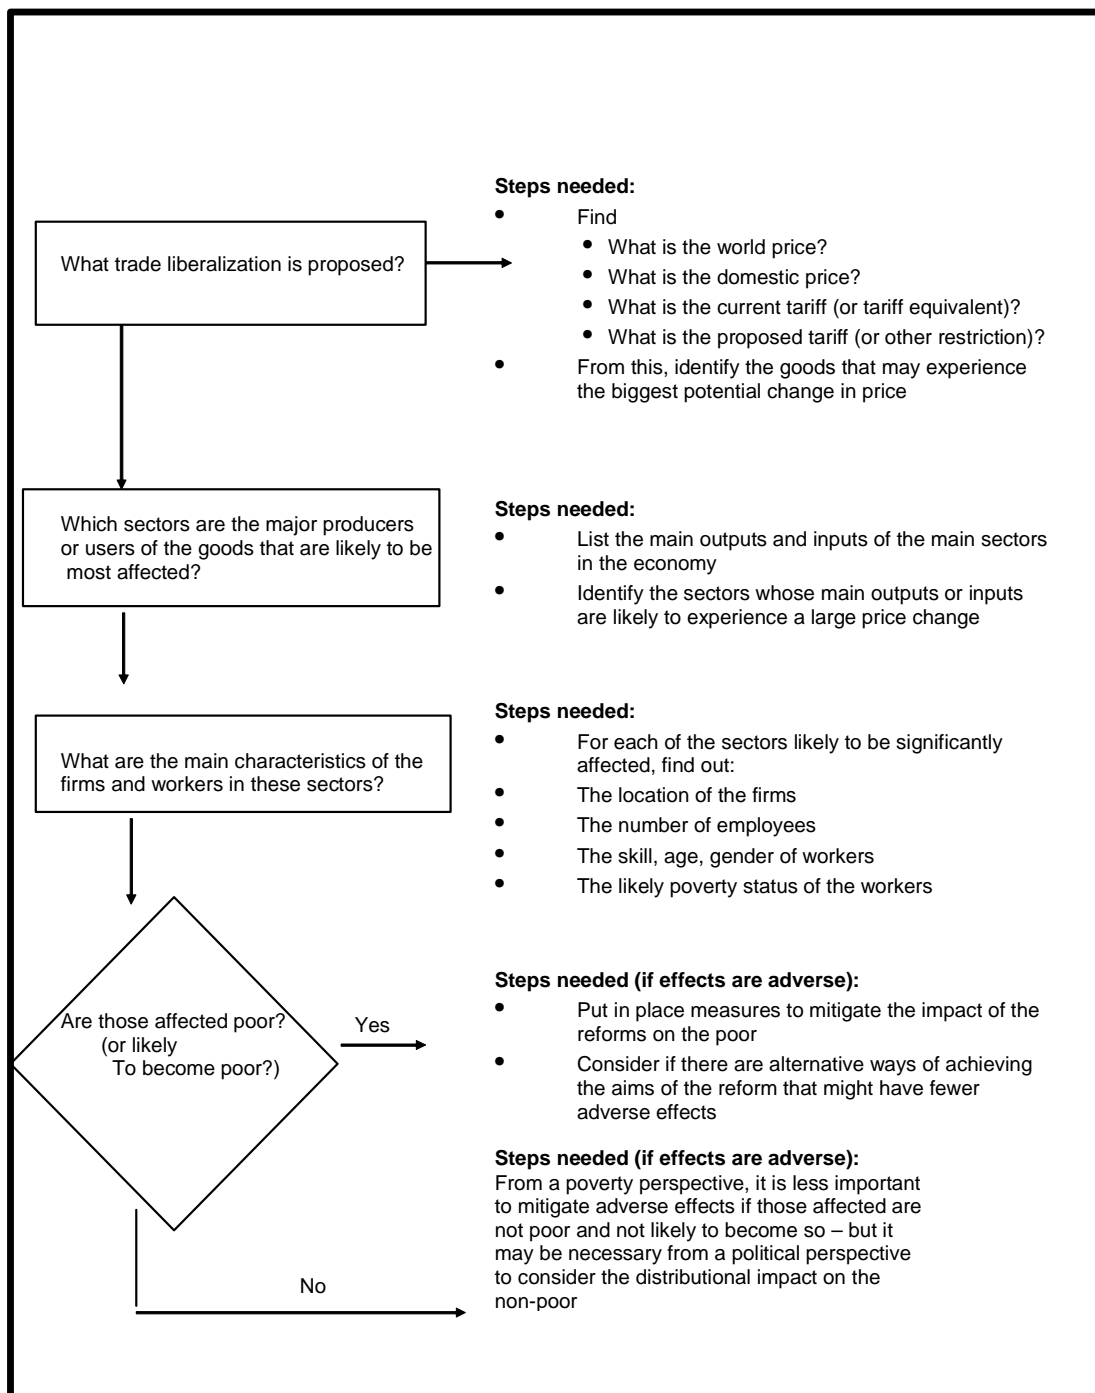 Steps needed:
• Find
• What is the world price?
What trade liberalization is proposed?
• What is the domestic price?
• What is the current tariff (or tariff equivalent)?
• What is the proposed tariff (or other restriction)?
• From this, identify the goods that may experience
the biggest potential change in price
Which sectors are the major producers
or users of the goods that are likely to be
most affected?
Steps needed:
• List the main outputs and inputs of the main sectors
in the economy
• Identify the sectors whose main outputs or inputs
are likely to experience a large price change
What are the main characteristics of the
firms and workers in these sectors?
Steps needed:
• For each of the sectors likely to be significantly
affected, find out:
• The location of the firms
• The number of employees
• The skill, age, gender of workers
• The likely poverty status of the workers
Are those affected poor?
(or likely
To become poor?)
Yes
Steps needed (if effects are adverse):
• Put in place measures to mitigate the impact of the
reforms on the poor
• Consider if there are alternative ways of achieving
the aims of the reform that might have fewer
adverse effects
No
Steps needed (if effects are adverse):
From a poverty perspective, it is less important
to mitigate adverse effects if those affected are
not poor and not likely to become so – but it
may be necessary from a political perspective
to consider the distributional impact on the
non-poor